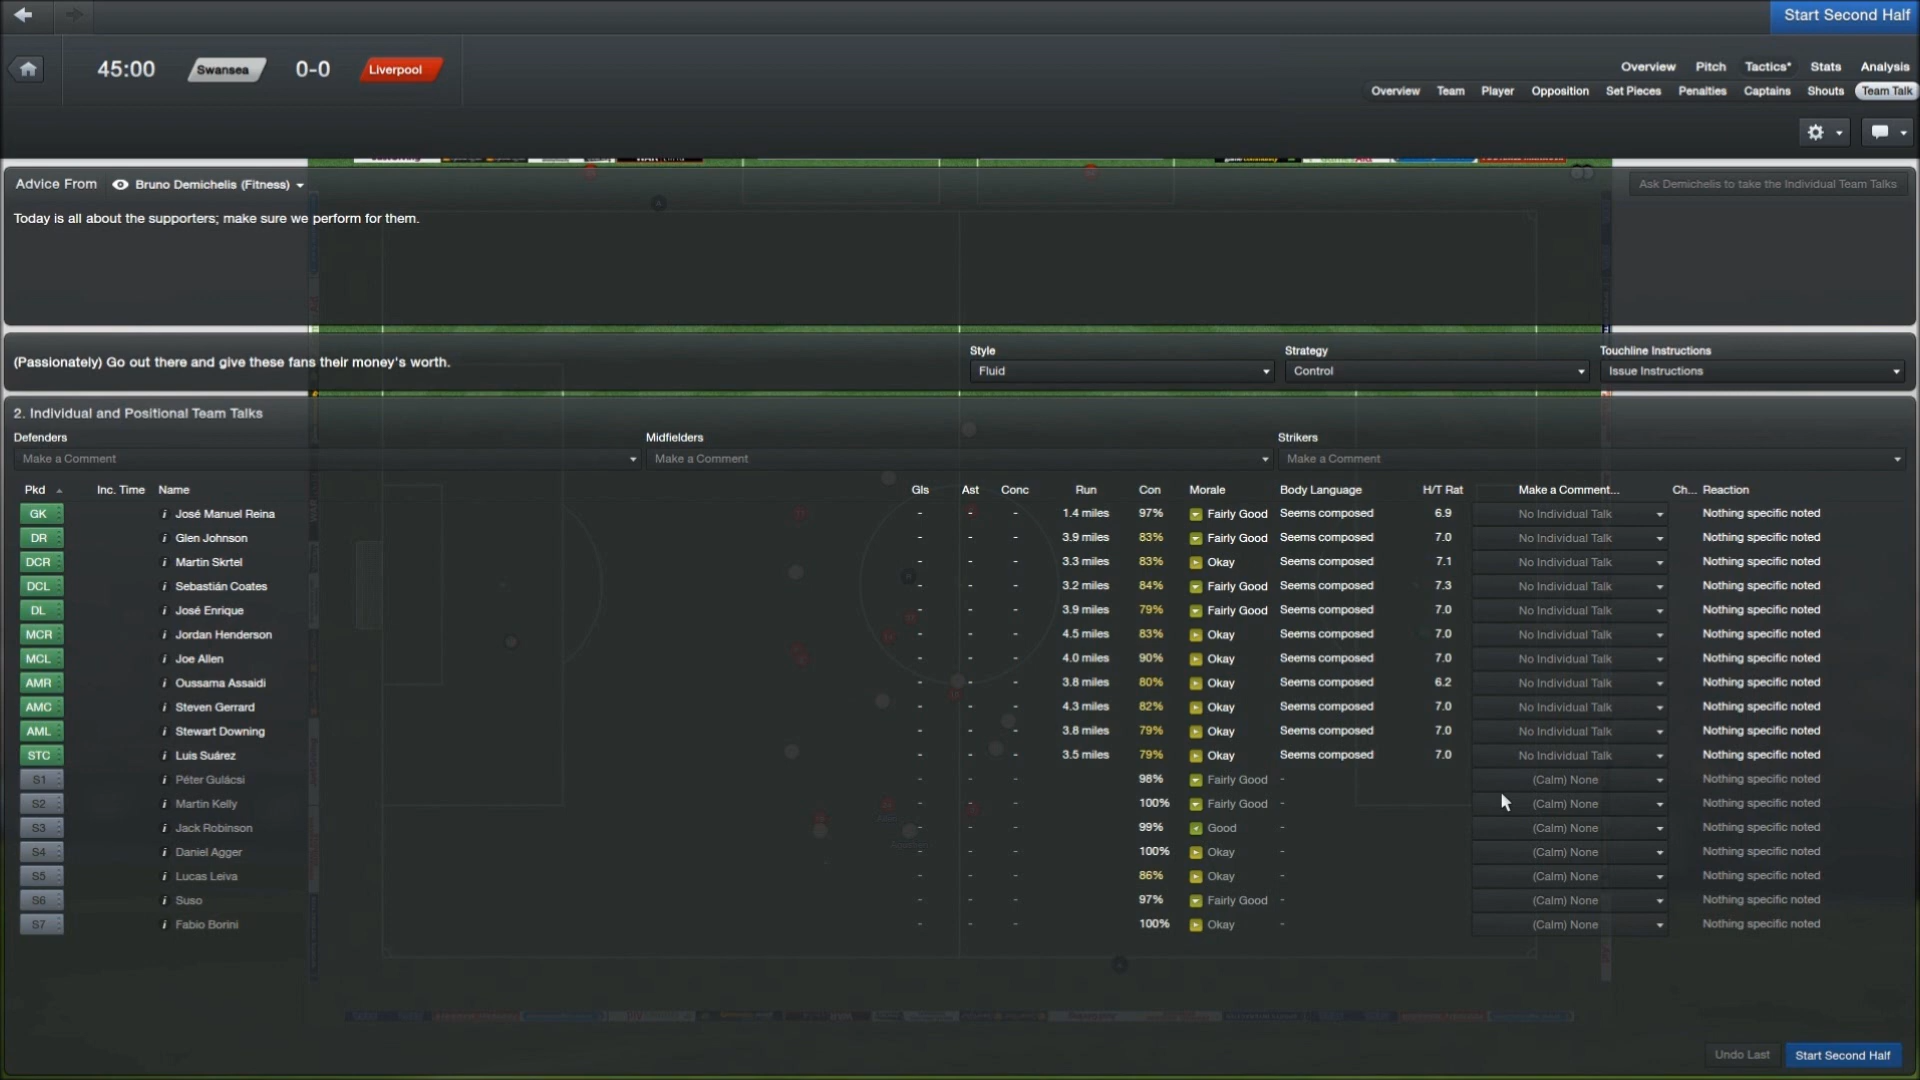 Start Second Half
45:00 Swansea 0-0 Liverpool
Overview Pitch Tactics* Stats Analysis
Overview Team Player Opposition Set Pieces Penalties Captains Shouts Team Talk
Advice From Bruno Demichelis (Fitness) Ask Demichelis to take the Individual Team Talks
Today is all about the supporters; make sure we perform for them.
Style Strategy Touchline Instructions
(Passionately) Go out there and give these fans their money's worth. Fluid Control Issue Instructions
2. Individual and Positional Team Talks
Defenders Midfielders Strikers
Make a Comment Make a Comment Make a Comment
Pkd Inc. Time Name Gls Ast Conc Run Con Morale Body Language H/T Rat Make a Comment... Ch... Reaction
GK i José Manuel Reina - - - 1.4 miles 97% Fairly Good Seems composed 6.9 No Individual Talk Nothing specific noted
DR i Glen Johnson - - - 3.9 miles 83% Fairly Good Seems composed 7.0 No Individual Talk Nothing specific noted
DCR i Martin Skrtel - - - 3.3 miles 83% Okay Seems composed 7.1 No Individual Talk Nothing specific noted
DCL i Sebastián Coates - - - 3.2 miles 84% Fairly Good Seems composed 7.3 No Individual Talk Nothing specific noted
DL i José Enrique - - - 3.9 miles 79% Fairly Good Seems composed 7.0 No Individual Talk Nothing specific noted
MCR i Jordan Henderson - - - 4.5 miles 83% Okay Seems composed 7.0 No Individual Talk Nothing specific noted
MCL i Joe Allen - - - 4.0 miles 90% Okay Seems composed 7.0 No Individual Talk Nothing specific noted
AMR i Oussama Assaidi - - - 3.8 miles 80% Okay Seems composed 6.2 No Individual Talk Nothing specific noted
AMC i Steven Gerrard - - - 4.3 miles 82% Okay Seems composed 7.0 No Individual Talk Nothing specific noted
AML i Stewart Downing - - - 3.8 miles 79% Okay Seems composed 7.0 No Individual Talk Nothing specific noted
STC i Luis Suárez - - - 3.5 miles 79% Okay Seems composed 7.0 No Individual Talk Nothing specific noted
S1 i Péter Gulácsi - - - 98% Fairly Good - (Calm) None Nothing specific noted
S2 i Martin Kelly - - - 100% Fairly Good - (Calm) None Nothing specific noted
S3 i Jack Robinson - - - 99% Good - (Calm) None Nothing specific noted
S4 i Daniel Agger - - - 100% Okay - (Calm) None Nothing specific noted
S5 i Lucas Leiva - - - 86% Okay - (Calm) None Nothing specific noted
S6 i Suso - - - 97% Fairly Good - (Calm) None Nothing specific noted
S7 i Fabio Borini - - - 100% Okay - (Calm) None Nothing specific noted
Undo Last Start Second Half